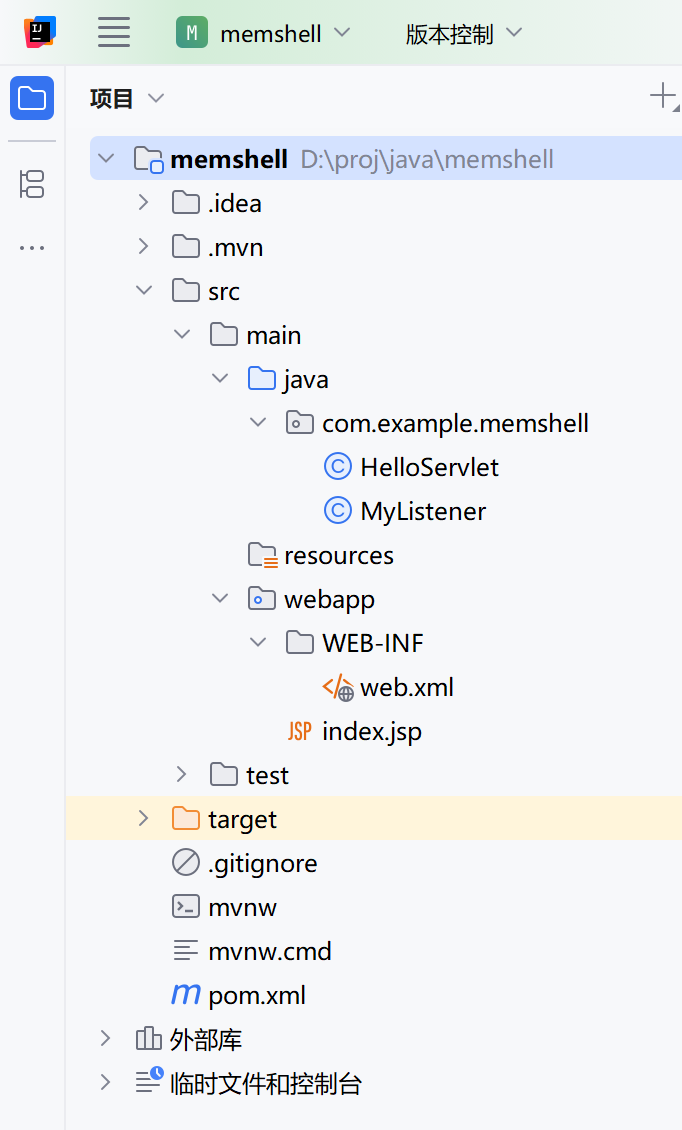 M memshell 版本控制
项目
memshell D:\proj\java\memshell
.idea
.mvn
src
main
java
com.example.memshell
HelloServlet
MyListener
resources
webapp
WEB-INF
web.xml
JSP index.jsp
test
target
.gitignore
mvnw
mvnw.cmd
m pom.xml
外部库
临时文件和控制台